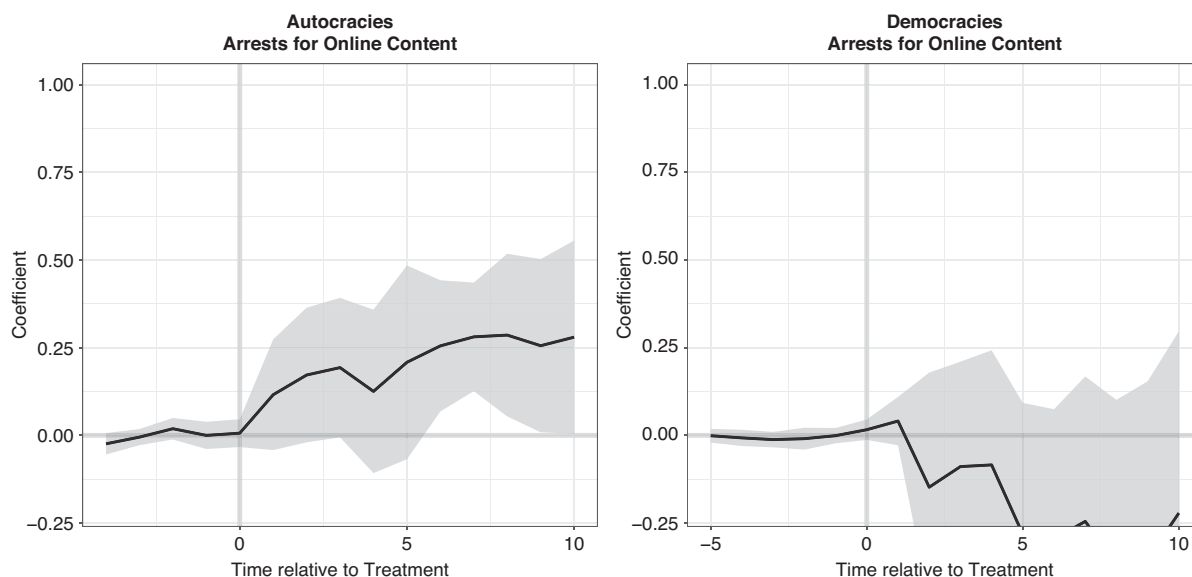 Autocracies
Arrests for Online Content
1.00
0.75
0.50
0.25
0.00
−0.25
Coefficient
0
5
10
Time relative to Treatment
Democracies
Arrests for Online Content
1.00
0.75
0.50
0.25
0.00
−0.25
Coefficient
−5
0
5
10
Time relative to Treatment